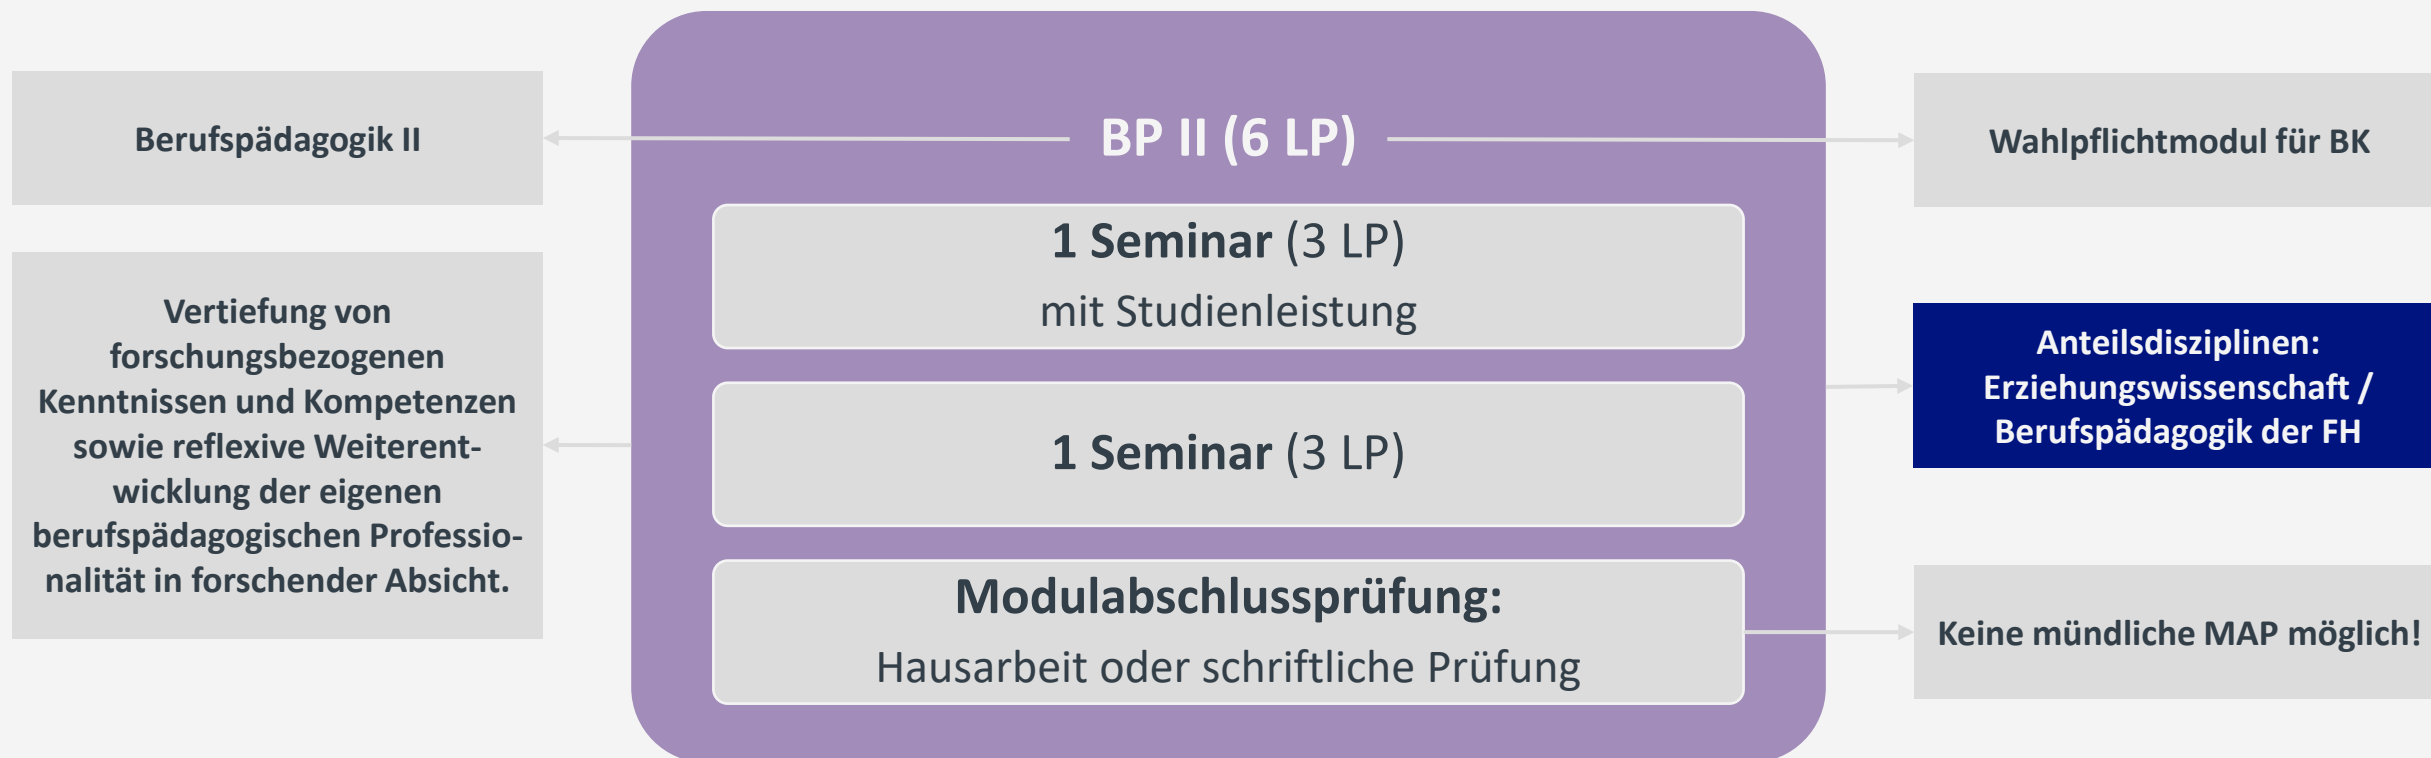 Berufspädagogik II
Vertiefung von
forschungsbezogenen
Kenntnissen und Kompetenzen
sowie reflexive Weiterent-
wicklung der eigenen
berufspädagogischen Professio-
nalität in forschender Absicht.
BP II (6 LP)
1 Seminar (3 LP)
mit Studienleistung
1 Seminar (3 LP)
Modulabschlussprüfung:
Hausarbeit oder schriftliche Prüfung
Wahlpflichtmodul für BK
Anteilsdisziplinen:
Erziehungswissenschaft /
Berufspädagogik der FH
Keine mündliche MAP möglich!